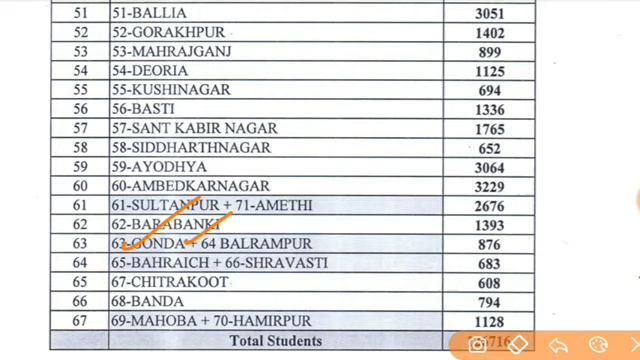 51 51-BALLIA 3051
52 52-GORAKHPUR 1402
53 53-MAHRAJGANJ 899
54 54-DEORIA 1125
55 55-KUSHINAGAR 694
56 56-BASTI 1336
57 57-SANT KABIR NAGAR 1765
58 58-SIDDHARTHNAGAR 652
59 59-AYODHYA 3064
60 60-AMBEDKARNAGAR 3229
61 61-SULTANPUR + 71-AMETHI 2676
62 62-BARABANKI 1393
63 63-GONDA + 64 BALRAMPUR 876
64 65-BAHRAICH + 66-SHRAVASTI 683
65 67-CHITRAKOOT 608
66 68-BANDA 794
67 69-MAHOBA + 70-HAMIRPUR 1128
Total Students